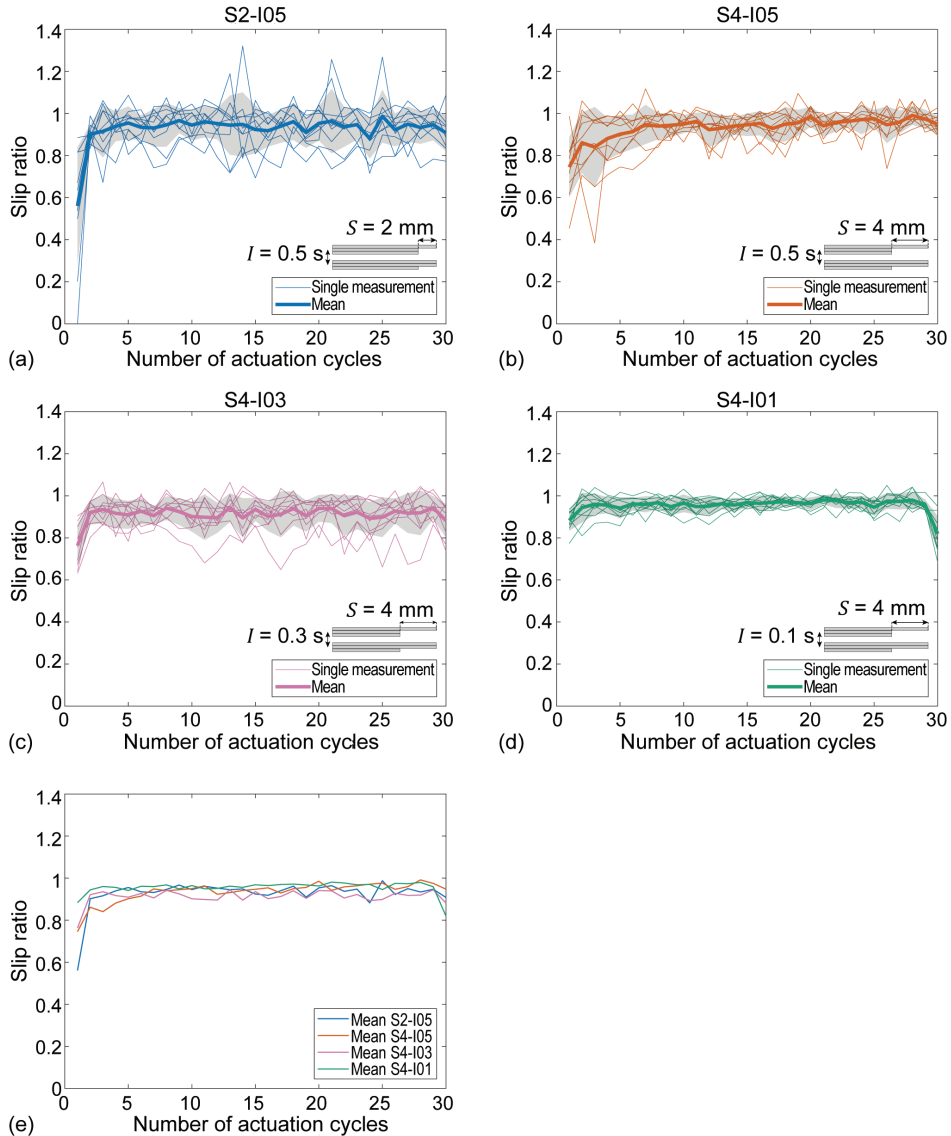 S2-I05
1.4
1.2
1
0.8
0.6
0.4
0.2
0
Slip ratio
S = 2 mm
I = 0.5 s
Single measurement
Mean
0 5 10 15 20 25 30
(a) Number of actuation cycles
S4-I05
1.4
1.2
1
0.8
0.6
0.4
0.2
0
Slip ratio
S = 4 mm
I = 0.5 s
Single measurement
Mean
0 5 10 15 20 25 30
(b) Number of actuation cycles
S4-I03
1.4
1.2
1
0.8
0.6
0.4
0.2
0
Slip ratio
S = 4 mm
I = 0.3 s
Single measurement
Mean
0 5 10 15 20 25 30
(c) Number of actuation cycles
S4-I01
1.4
1.2
1
0.8
0.6
0.4
0.2
0
Slip ratio
S = 4 mm
I = 0.1 s
Single measurement
Mean
0 5 10 15 20 25 30
(d) Number of actuation cycles
1.4
1.2
1
0.8
0.6
0.4
0.2
0
Slip ratio
Mean S2-I05
Mean S4-I05
Mean S4-I03
Mean S4-I01
0 5 10 15 20 25 30
(e) Number of actuation cycles